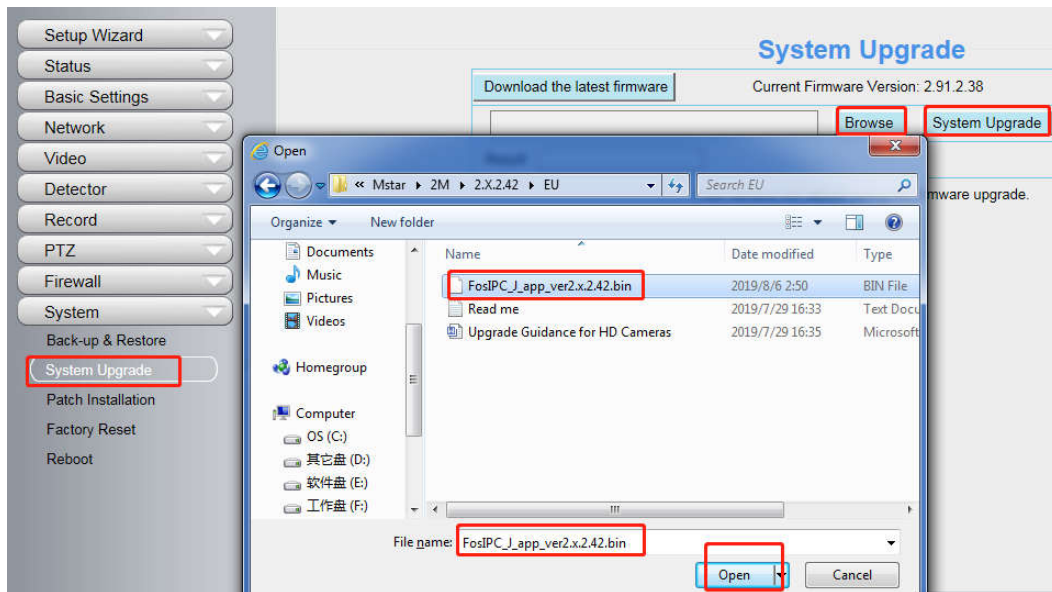 Setup Wizard
Status
Basic Settings
Network
Video
Detector
Record
PTZ
Firewall
System
Back-up & Restore
System Upgrade
Patch Installation
Factory Reset
Reboot
System Upgrade
Download the latest firmware
Current Firmware Version: 2.91.2.38
Browse
System Upgrade
mware upgrade.
Open
x
« Mstar ▸ 2M ▸ 2.X.2.42 ▸ EU
Search EU
Organize ▾ New folder
Documents
Music
Pictures
Videos
Homegroup
Computer
OS (C:)
其它盘 (D:)
软件盘 (E:)
工作盘 (F:)
Name Date modified Type
FosIPC_J_app_ver2.x.2.42.bin 2019/8/6 2:50 BIN File
Read me 2019/7/29 16:33 Text Docu
Upgrade Guidance for HD Cameras 2019/7/29 16:35 Microsoft
File name: FosIPC_J_app_ver2.x.2.42.bin
Open
Cancel